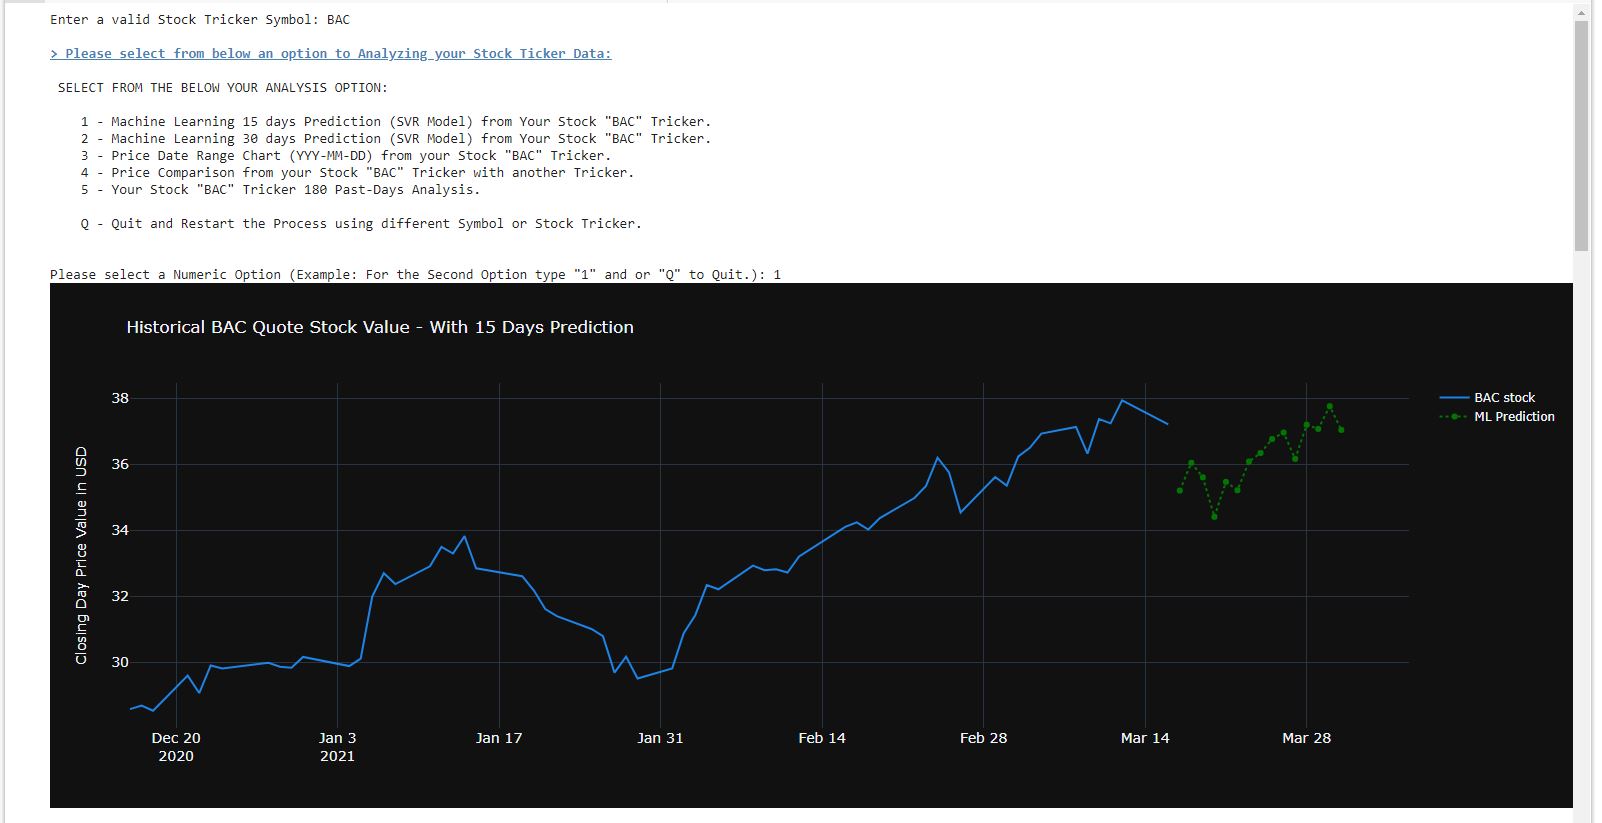 Enter a valid Stock Tricker Symbol: BAC
> Please select from below an option to Analyzing your Stock Ticker Data:
SELECT FROM THE BELOW YOUR ANALYSIS OPTION:
1 - Machine Learning 15 days Prediction (SVR Model) from Your Stock "BAC" Tricker.
2 - Machine Learning 30 days Prediction (SVR Model) from Your Stock "BAC" Tricker.
3 - Price Date Range Chart (YYY-MM-DD) from your Stock "BAC" Tricker.
4 - Price Comparison from your Stock "BAC" Tricker with another Tricker.
5 - Your Stock "BAC" Tricker 180 Past-Days Analysis.
Q - Quit and Restart the Process using different Symbol or Stock Tricker.
Please select a Numeric Option (Example: For the Second Option type "1" and or "Q" to Quit.): 1
Historical BAC Quote Stock Value - With 15 Days Prediction
BAC stock
ML Prediction
Closing Day Price Value in USD
38
36
34
32
30
Dec 20 Jan 3 Jan 17 Jan 31 Feb 14 Feb 28 Mar 14 Mar 28
2020 2021